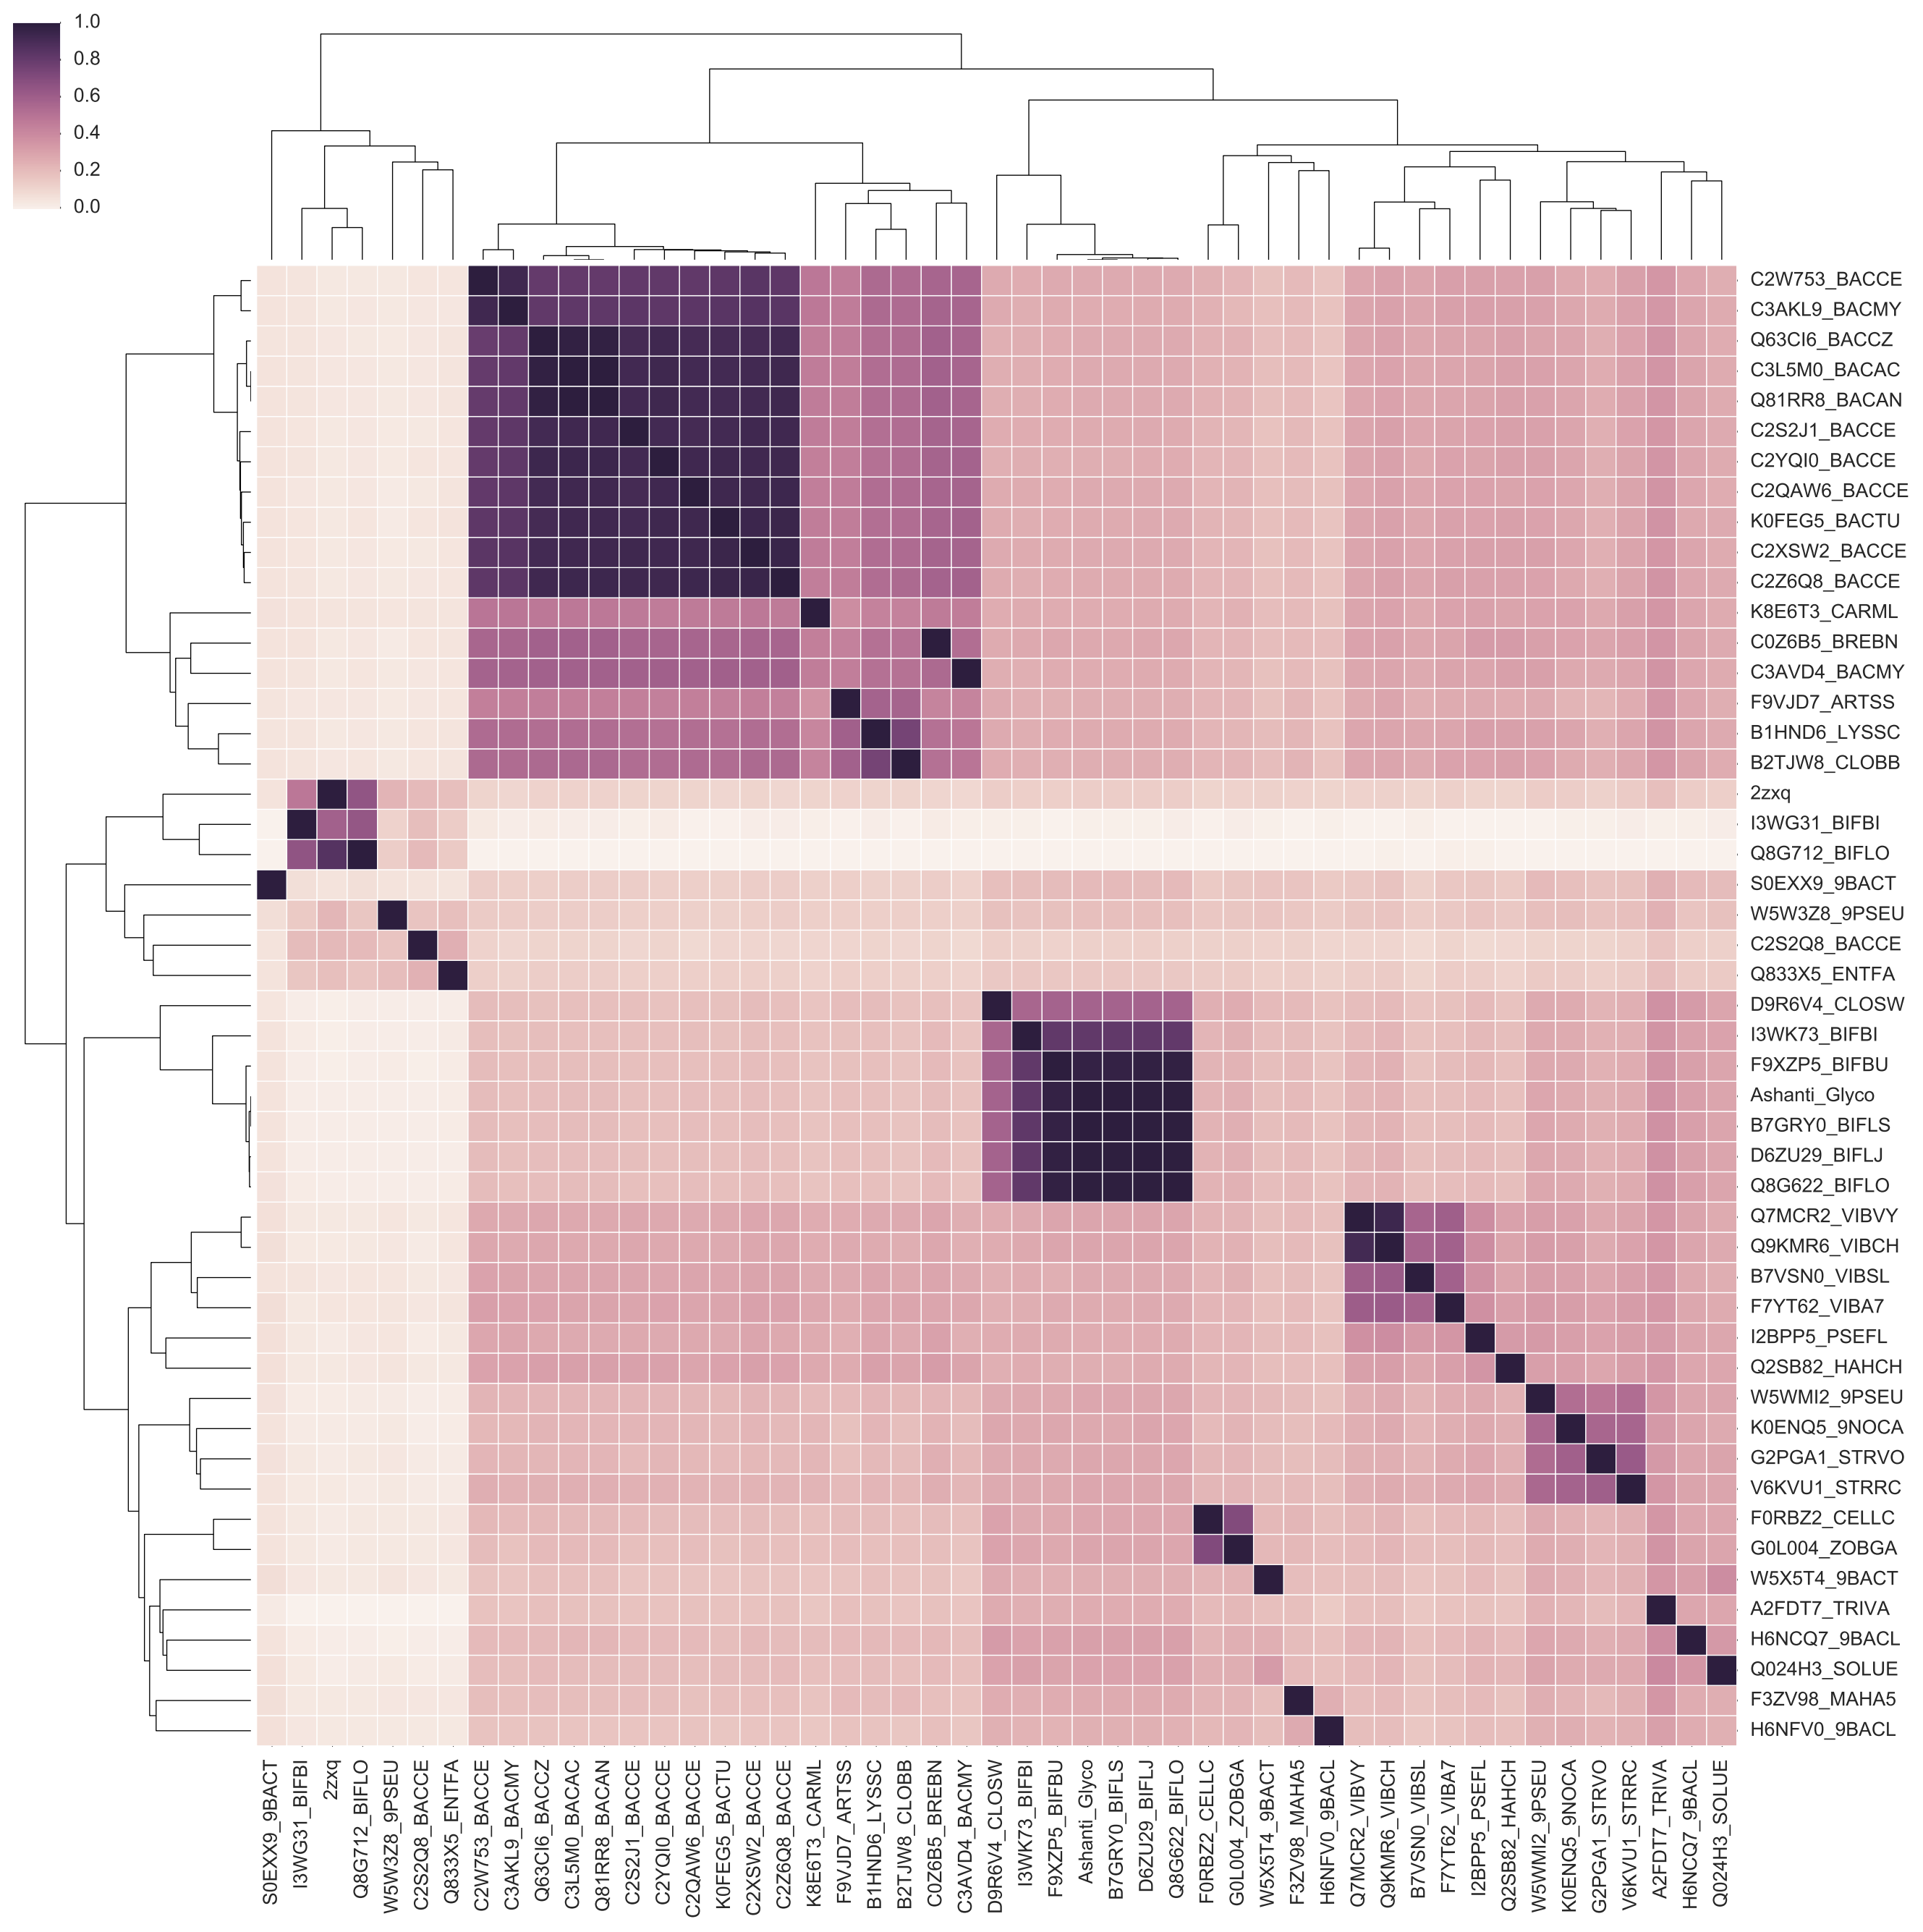 1.0
0.8
0.6
0.4
0.2
0.0
C2W753_BACCE
C3AKL9_BACMY
Q63CI6_BACCZ
C3L5M0_BACAC
Q81RR8_BACAN
C2S2J1_BACCE
C2YQI0_BACCE
C2QAW6_BACCE
K0FEG5_BACTU
C2XSW2_BACCE
C2Z6Q8_BACCE
K8E6T3_CARML
C0Z6B5_BREBN
C3AVD4_BACMY
F9VJD7_ARTSS
B1HND6_LYSSC
B2TJW8_CLOBB
2zxq
I3WG31_BIFBI
Q8G712_BIFLO
S0EXX9_9BACT
W5W3Z8_9PSEU
C2S2Q8_BACCE
Q833X5_ENTFA
D9R6V4_CLOSW
I3WK73_BIFBI
F9XZP5_BIFBU
Ashanti_Glyco
B7GRY0_BIFLS
D6ZU29_BIFLJ
Q8G622_BIFLO
Q7MCR2_VIBVY
Q9KMR6_VIBCH
B7VSN0_VIBSL
F7YT62_VIBA7
I2BPP5_PSEFL
Q2SB82_HAHCH
W5WMI2_9PSEU
K0ENQ5_9NOCA
G2PGA1_STRVO
V6KVU1_STRRC
F0RBZ2_CELLC
G0L004_ZOBGA
W5X5T4_9BACT
A2FDT7_TRIVA
H6NCQ7_9BACL
Q024H3_SOLUE
F3ZV98_MAHA5
H6NFV0_9BACL
S0EXX9_9BACT
I3WG31_BIFBI
2zxq
Q8G712_BIFLO
W5W3Z8_9PSEU
C2S2Q8_BACCE
Q833X5_ENTFA
C2W753_BACCE
C3AKL9_BACMY
Q63CI6_BACCZ
C3L5M0_BACAC
Q81RR8_BACAN
C2S2J1_BACCE
C2YQI0_BACCE
C2QAW6_BACCE
K0FEG5_BACTU
C2XSW2_BACCE
C2Z6Q8_BACCE
K8E6T3_CARML
F9VJD7_ARTSS
B1HND6_LYSSC
B2TJW8_CLOBB
C0Z6B5_BREBN
C3AVD4_BACMY
D9R6V4_CLOSW
I3WK73_BIFBI
F9XZP5_BIFBU
Ashanti_Glyco
B7GRY0_BIFLS
D6ZU29_BIFLJ
Q8G622_BIFLO
F0RBZ2_CELLC
G0L004_ZOBGA
W5X5T4_9BACT
F3ZV98_MAHA5
H6NFV0_9BACL
Q7MCR2_VIBVY
Q9KMR6_VIBCH
B7VSN0_VIBSL
F7YT62_VIBA7
I2BPP5_PSEFL
Q2SB82_HAHCH
W5WMI2_9PSEU
K0ENQ5_9NOCA
G2PGA1_STRVO
V6KVU1_STRRC
A2FDT7_TRIVA
H6NCQ7_9BACL
Q024H3_SOLUE